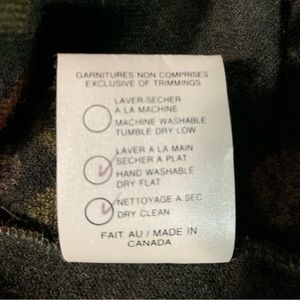 GARNITURES NON COMPRISES
EXCLUSIVE OF TRIMMINGS
LAVER-SECHER
A LA MACHINE
MACHINE WASHABLE
TUMBLE DRY LOW
LAVER A LA MAIN
SECHER A PLAT
HAND WASHABLE
DRY FLAT
NETTOYAGE A SEC
DRY CLEAN
FAIT AU / MADE IN
CANADA